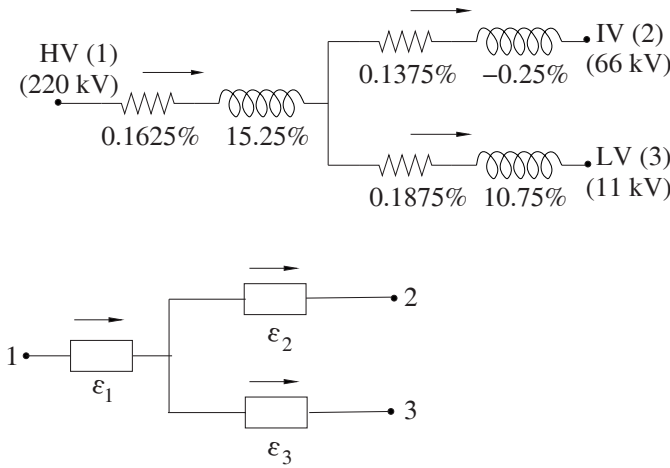 HV (1)
(220 kV)
0.1625%
15.25%
0.1375%
−0.25%
IV (2)
(66 kV)
0.1875%
10.75%
LV (3)
(11 kV)
1
ε1
ε2
2
ε3
3